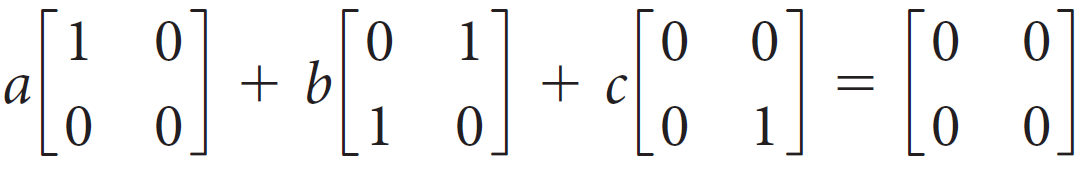 a[1 0; 0 0] + b[0 1; 1 0] + c[0 0; 0 1] = [0 0; 0 0]